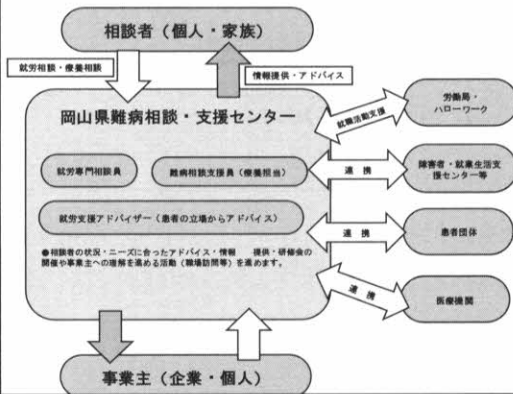 相談者（個人・家族）
就労相談・療養相談
情報提供・アドバイス
岡山県難病相談・支援センター
就労専門相談員
難病相談支援員（療養担当）
就労支援アドバイザー（患者の立場からアドバイス）
●相談者の状況・ニーズに合ったアドバイス・情報　提供・研修会の
開催や事業主への理解を進める活動（職場訪問等）を進めます。
就職活動支援
労働局・
ハローワーク
連携
障害者・就業生活支
援センター等
連携
患者団体
連携
医療機関
事業主（企業・個人）